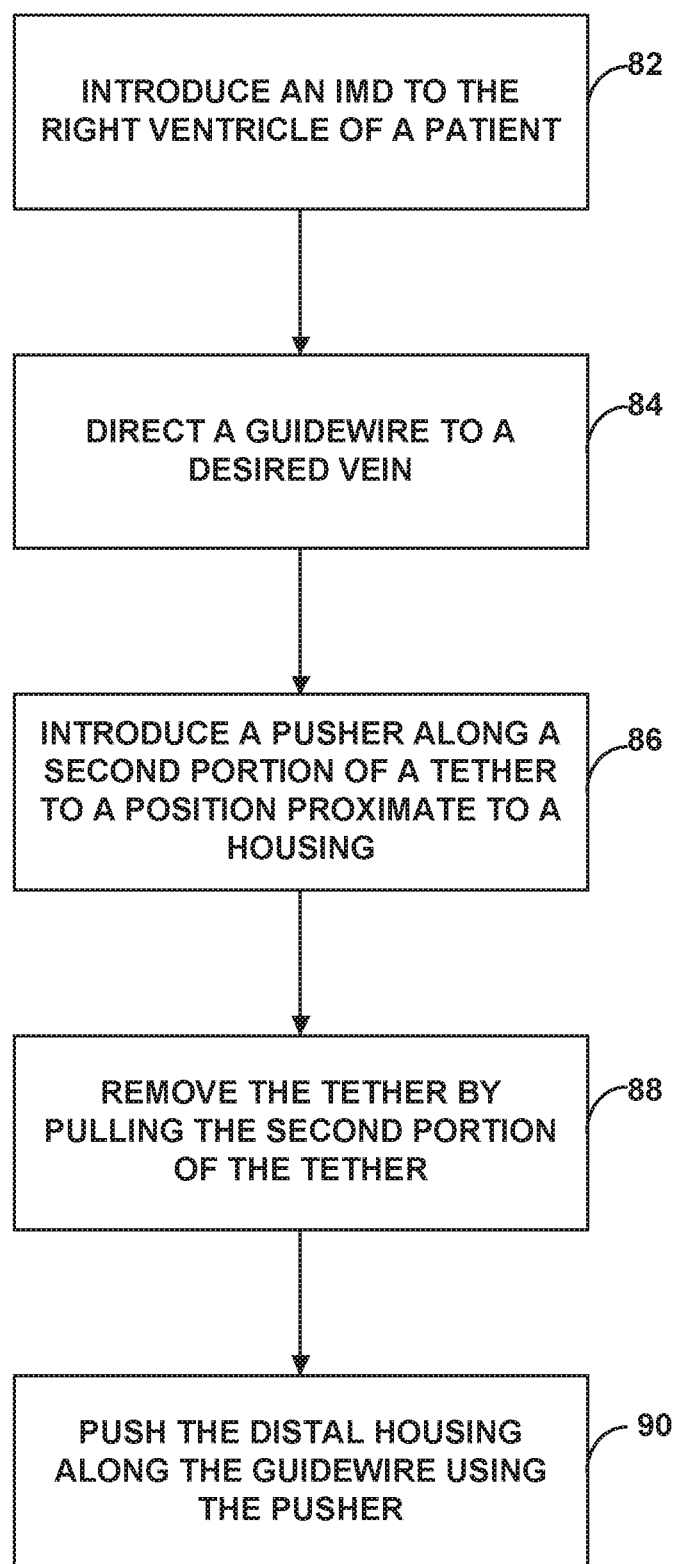 INTRODUCE AN IMD TO THE
RIGHT VENTRICLE OF A PATIENT
82
DIRECT A GUIDEWIRE TO A
DESIRED VEIN
84
INTRODUCE A PUSHER ALONG A
SECOND PORTION OF A TETHER
TO A POSITION PROXIMATE TO A
HOUSING
86
REMOVE THE TETHER BY
PULLING THE SECOND PORTION
OF THE TETHER
88
PUSH THE DISTAL HOUSING
ALONG THE GUIDEWIRE USING
THE PUSHER
90